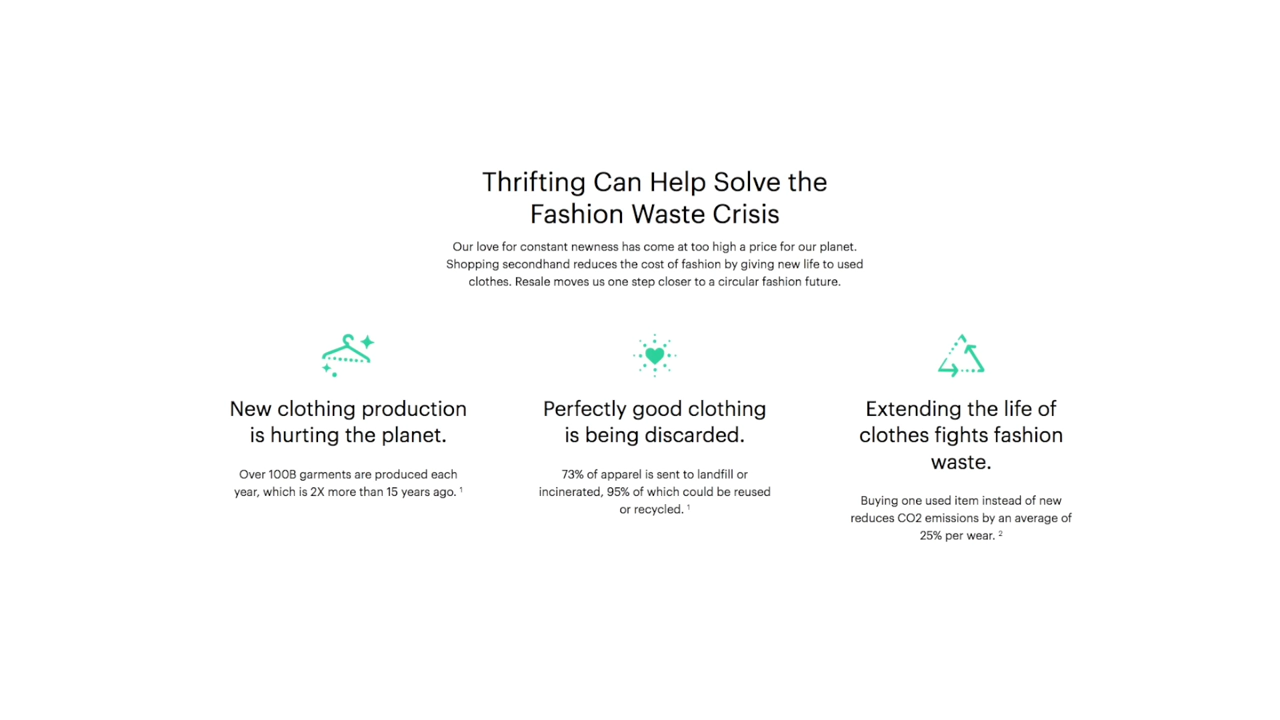 Thrifting Can Help Solve the
Fashion Waste Crisis
Our love for constant newness has come at too high a price for our planet.
Shopping secondhand reduces the cost of fashion by giving new life to used
clothes. Resale moves us one step closer to a circular fashion future.
New clothing production
is hurting the planet.
Over 100B garments are produced each
year, which is 2X more than 15 years ago. ¹
Perfectly good clothing
is being discarded.
73% of apparel is sent to landfill or
incinerated, 95% of which could be reused
or recycled. ¹
Extending the life of
clothes fights fashion
waste.
Buying one used item instead of new
reduces CO2 emissions by an average of
25% per wear. ²